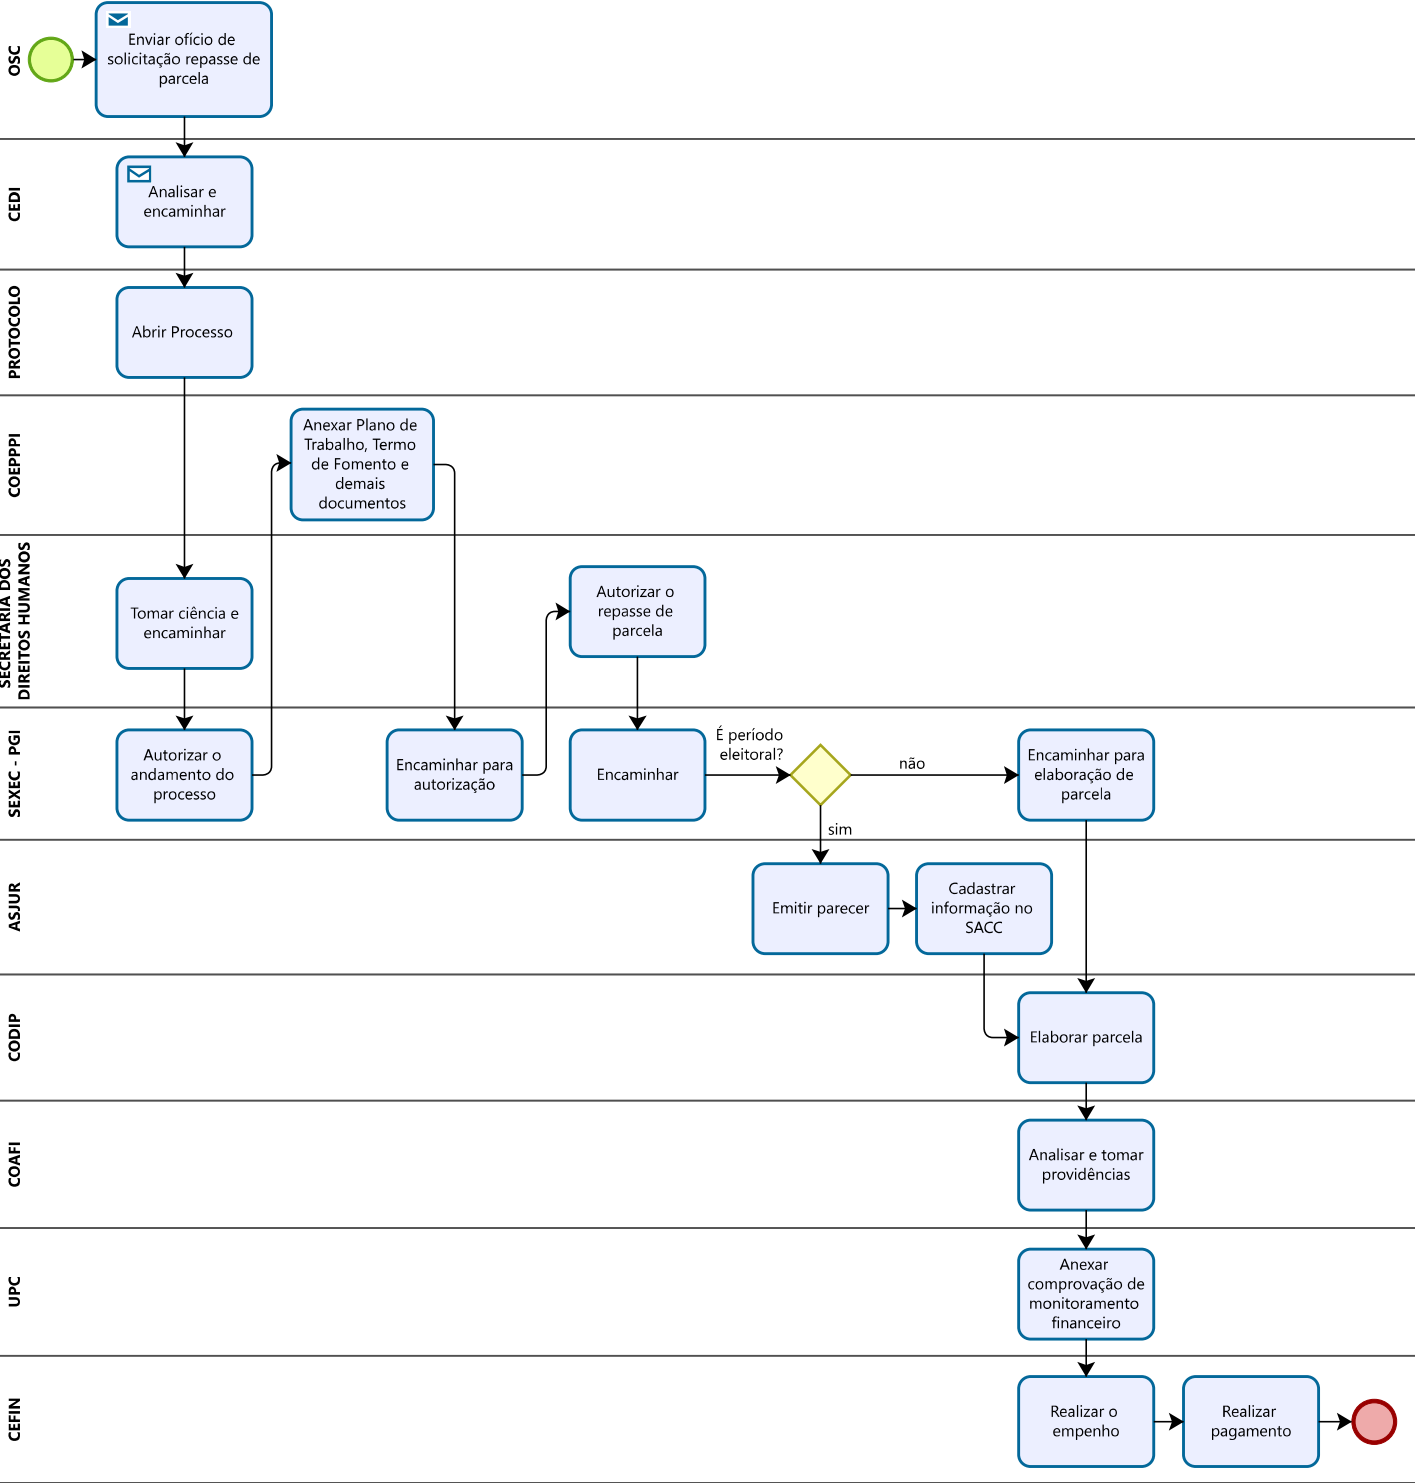 OSC
Enviar ofício de
solicitação repasse de
parcela
CEDI
Analisar e
encaminhar
PROTOCOLO
Abrir Processo
COEPPPI
Anexar Plano de
Trabalho, Termo
de Fomento e
demais
documentos
SECRETARIA DOS
DIREITOS HUMANOS
Tomar ciência e
encaminhar
Autorizar o
repasse de
parcela
SEXEC - PGI
Autorizar o
andamento do
processo
Encaminhar para
autorização
Encaminhar
É período
eleitoral?
não
sim
Encaminhar para
elaboração de
parcela
ASJUR
Emitir parecer
Cadastrar
informação no
SACC
CODIP
Elaborar parcela
COAFI
Analisar e tomar
providências
UPC
Anexar
comprovação de
monitoramento
financeiro
CEFIN
Realizar o
empenho
Realizar
pagamento